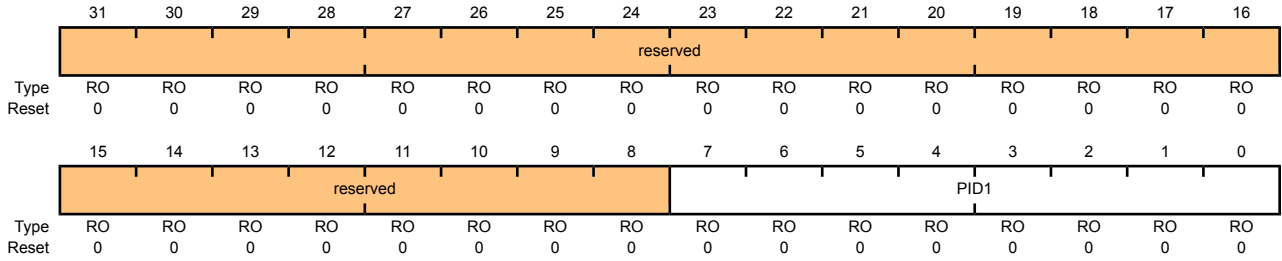 31 30 29 28 27 26 25 24 23 22 21 20 19 18 17 16
reserved
Type RO RO RO RO RO RO RO RO RO RO RO RO RO RO RO RO
Reset 0 0 0 0 0 0 0 0 0 0 0 0 0 0 0 0
15 14 13 12 11 10 9 8 7 6 5 4 3 2 1 0
reserved PID1
Type RO RO RO RO RO RO RO RO RO RO RO RO RO RO RO RO
Reset 0 0 0 0 0 0 0 0 0 0 0 0 0 0 0 0